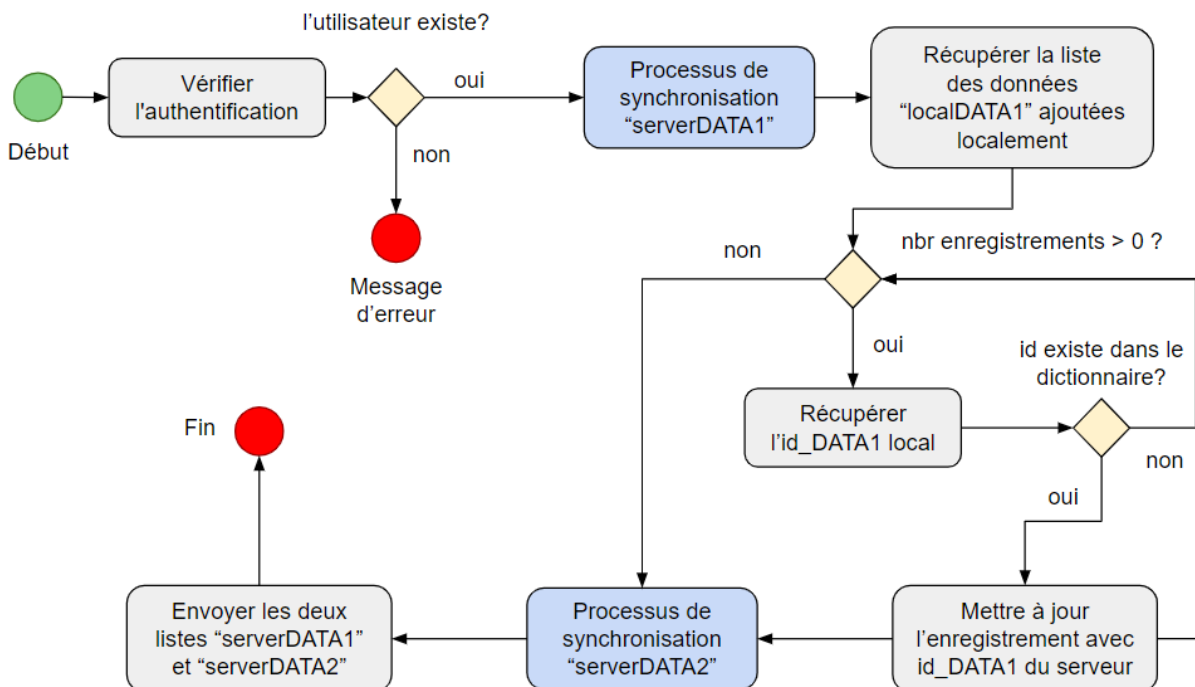 l'utilisateur existe?
Début
Vérifier
l'authentification
oui
non
Message
d'erreur
Processus de
synchronisation
“serverDATA1”
Récupérer la liste
des données
“localDATA1” ajoutées
localement
nbr enregistrements > 0 ?
non
oui
Récupérer
l'id_DATA1 local
id existe dans le
dictionnaire?
non
oui
Mettre à jour
l'enregistrement avec
id_DATA1 du serveur
Processus de
synchronisation
“serverDATA2”
Envoyer les deux
listes “serverDATA1”
et “serverDATA2”
Fin